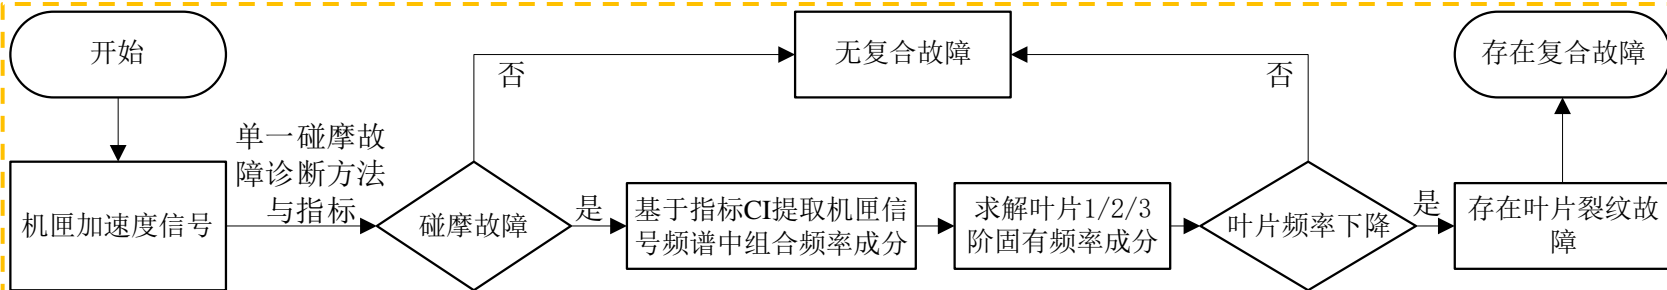 开始
机匣加速度信号
单一碰摩故
障诊断方法
与指标
碰摩故障
否
是
无复合故障
基于指标CI提取机匣信
号频谱中组合频率成分
求解叶片1/2/3
阶固有频率成分
叶片频率下降
否
是
存在叶片裂纹故
障
存在复合故障